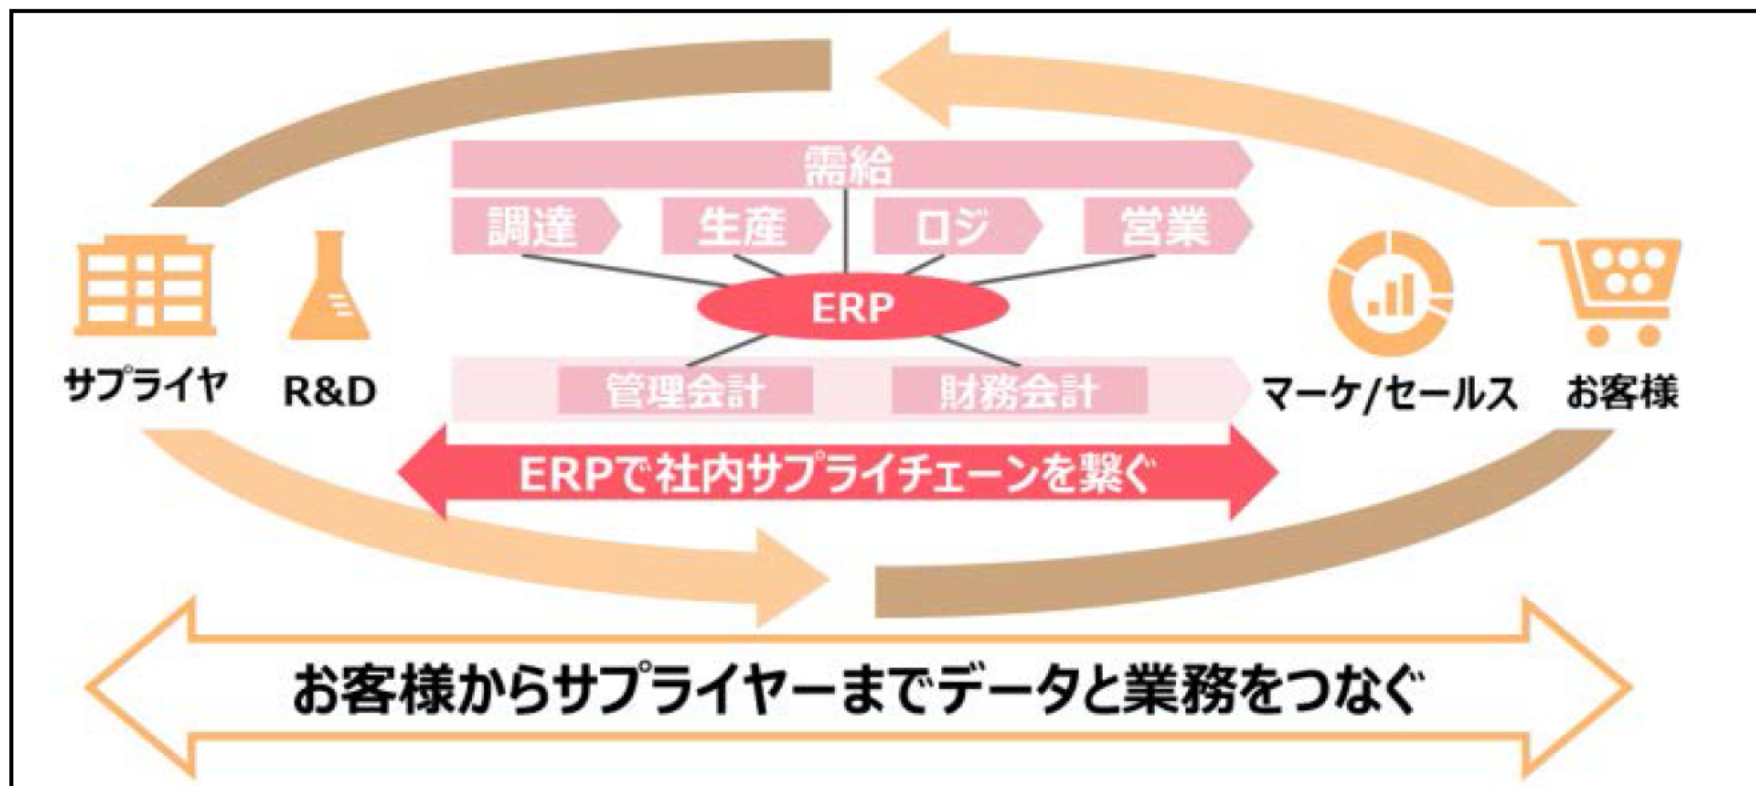 需給
調達
生産
ロジ
営業
ERP
サプライヤ
R&D
管理会計
財務会計
マーケ/セールス
お客様
ERPで社内サプライチェーンを繋ぐ
お客様からサプライヤーまでデータと業務をつなぐ